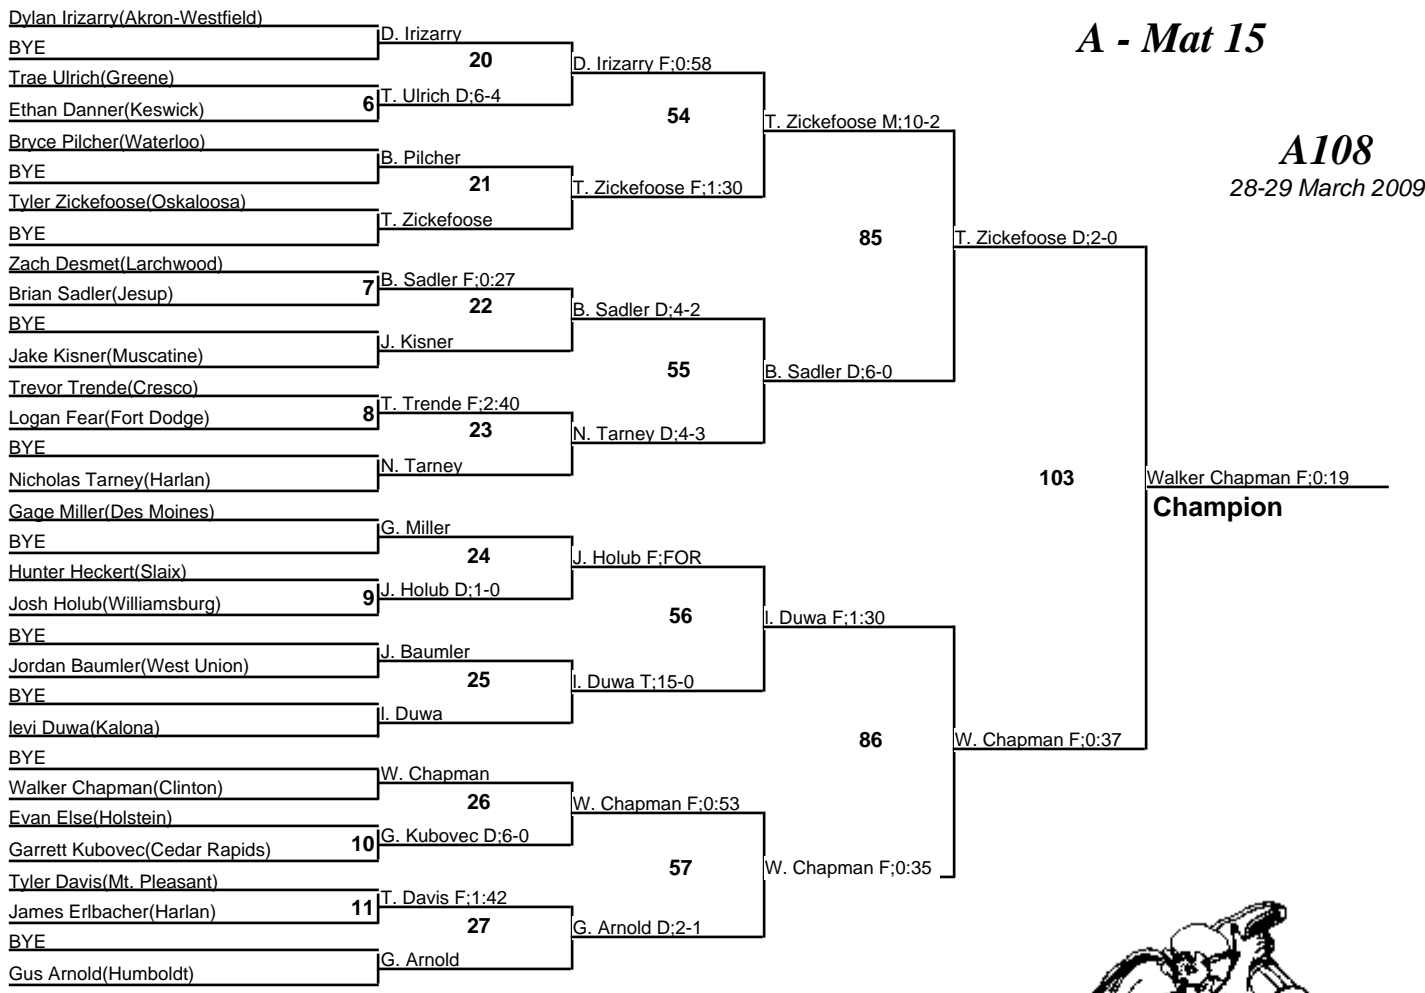 A - Mat 15
A108
28-29 March 2009
Dylan Irizarry(Akron-Westfield)
BYE
Trae Ulrich(Greene)
Ethan Danner(Keswick)
Bryce Pilcher(Waterloo)
BYE
Tyler Zickefoose(Oskaloosa)
BYE
Zach Desmet(Larchwood)
Brian Sadler(Jesup)
BYE
Jake Kisner(Muscatine)
Trevor Trende(Cresco)
Logan Fear(Fort Dodge)
BYE
Nicholas Tarney(Harlan)
Gage Miller(Des Moines)
BYE
Hunter Heckert(Slaix)
Josh Holub(Williamsburg)
BYE
Jordan Baumler(West Union)
BYE
levi Duwa(Kalona)
BYE
Walker Chapman(Clinton)
Evan Else(Holstein)
Garrett Kubovec(Cedar Rapids)
Tyler Davis(Mt. Pleasant)
James Erlbacher(Harlan)
BYE
Gus Arnold(Humboldt)
D. Irizarry
20
6 T. Ulrich D;6-4
B. Pilcher
21
T. Zickefoose
7 B. Sadler F;0:27
22
J. Kisner
8 T. Trende F;2:40
23
N. Tarney
G. Miller
24
9 J. Holub D;1-0
J. Baumler
25
l. Duwa
W. Chapman
26
10 G. Kubovec D;6-0
11 T. Davis F;1:42
27
G. Arnold
D. Irizarry F;0:58
54
T. Zickefoose F;1:30
B. Sadler D;4-2
55
N. Tarney D;4-3
J. Holub F;FOR
56
l. Duwa T;15-0
W. Chapman F;0:53
57
G. Arnold D;2-1
T. Zickefoose M;10-2
85
B. Sadler D;6-0
l. Duwa F;1:30
86
W. Chapman F;0:35
T. Zickefoose D;2-0
103
W. Chapman F;0:37
Walker Chapman F;0:19
Champion